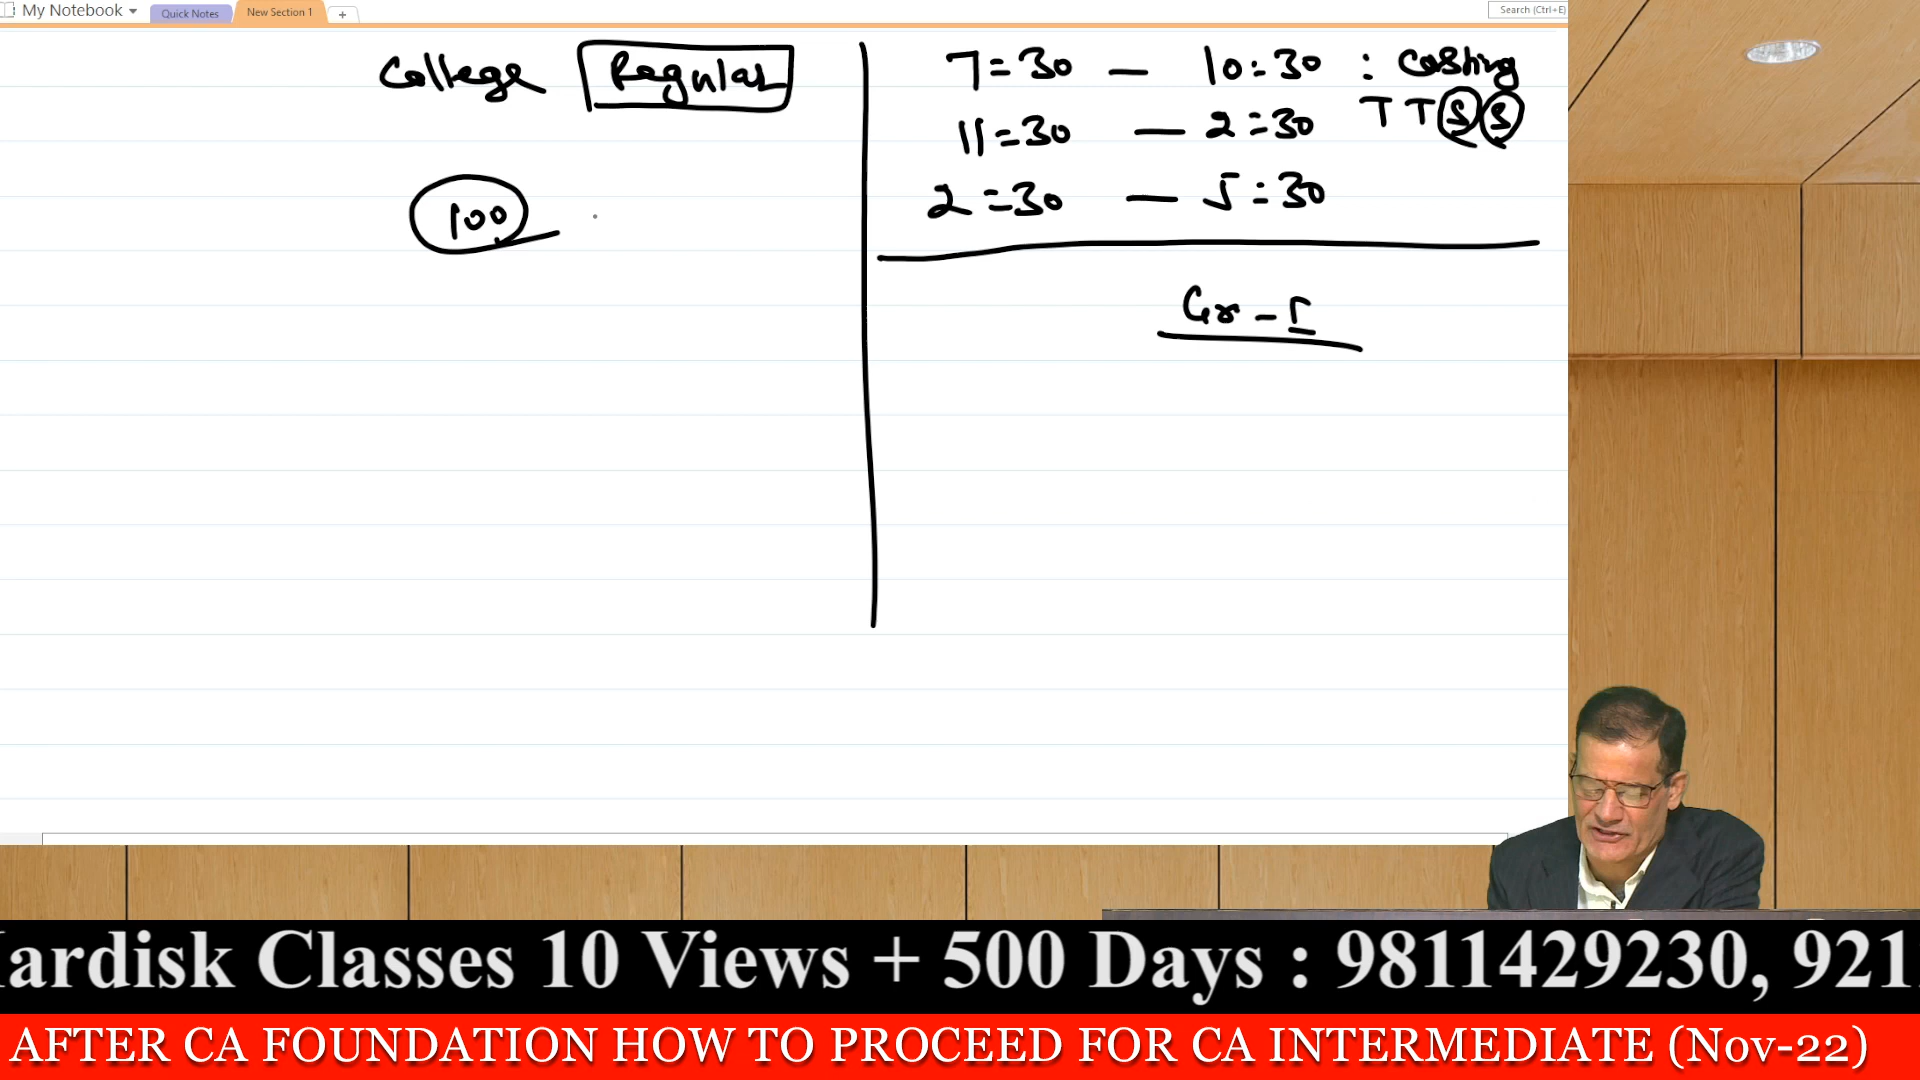 My Notebook
Quick Notes
New Section 1
Search (Ctrl+E)
College Regular
100
7=30 — 10:30 : Costing
11=30 — 2=30 T T S S
2=30 — 5=30
Gr - I
ardisk Classes 10 Views + 500 Days : 9811429230, 921
AFTER CA FOUNDATION HOW TO PROCEED FOR CA INTERMEDIATE (Nov-22)